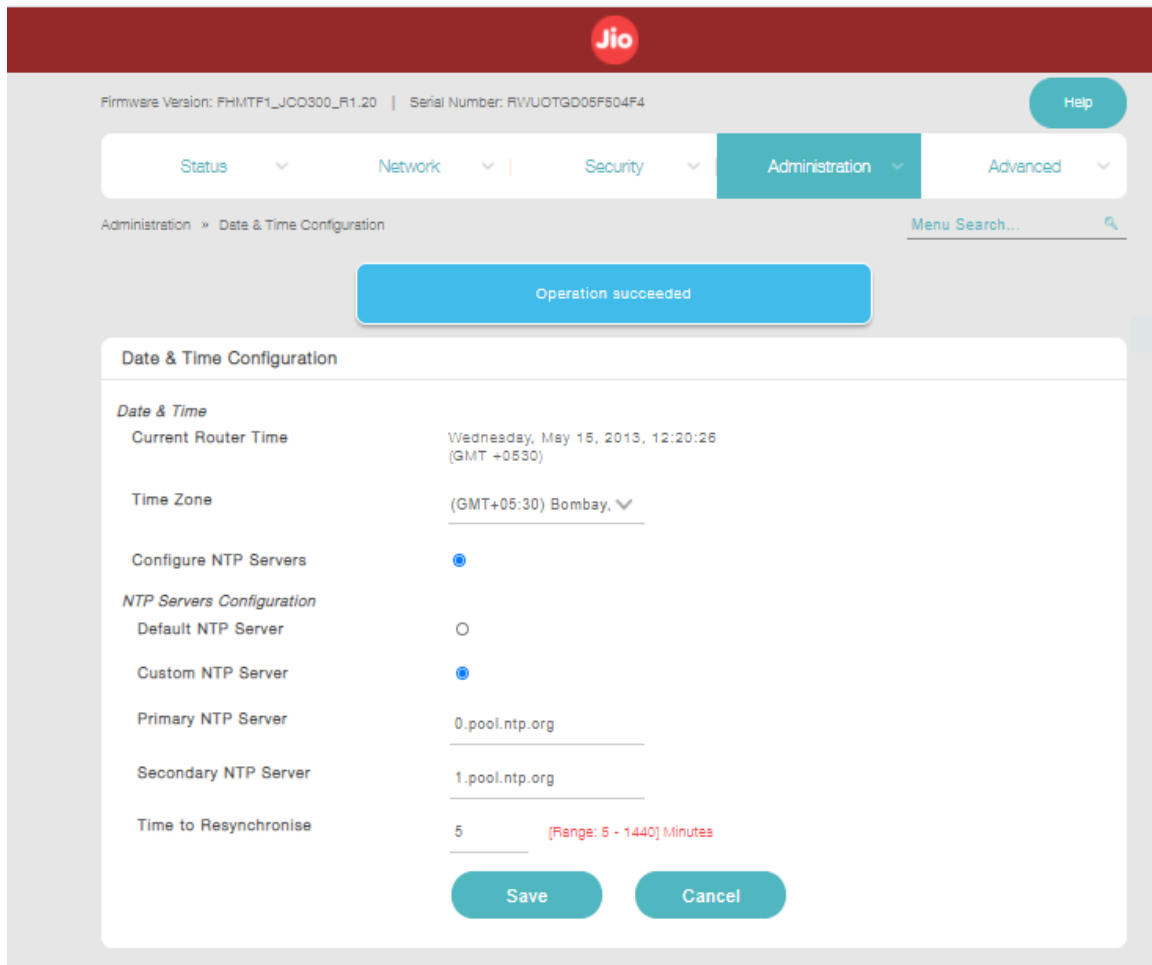 Jio
Firmware Version: FHMTF1_JCO300_R1.20 | Serial Number: RWUOTGD05F504F4
Help
Status Network Security Administration Advanced
Administration » Date & Time Configuration
Menu Search...
Operation succeeded
Date & Time Configuration
Date & Time
Current Router Time Wednesday, May 15, 2013, 12:20:26
(GMT +0530)
Time Zone (GMT+05:30) Bombay,
Configure NTP Servers
NTP Servers Configuration
Default NTP Server
Custom NTP Server
Primary NTP Server 0.pool.ntp.org
Secondary NTP Server 1.pool.ntp.org
Time to Resynchronise 5 [Range: 5 - 1440] Minutes
Save Cancel